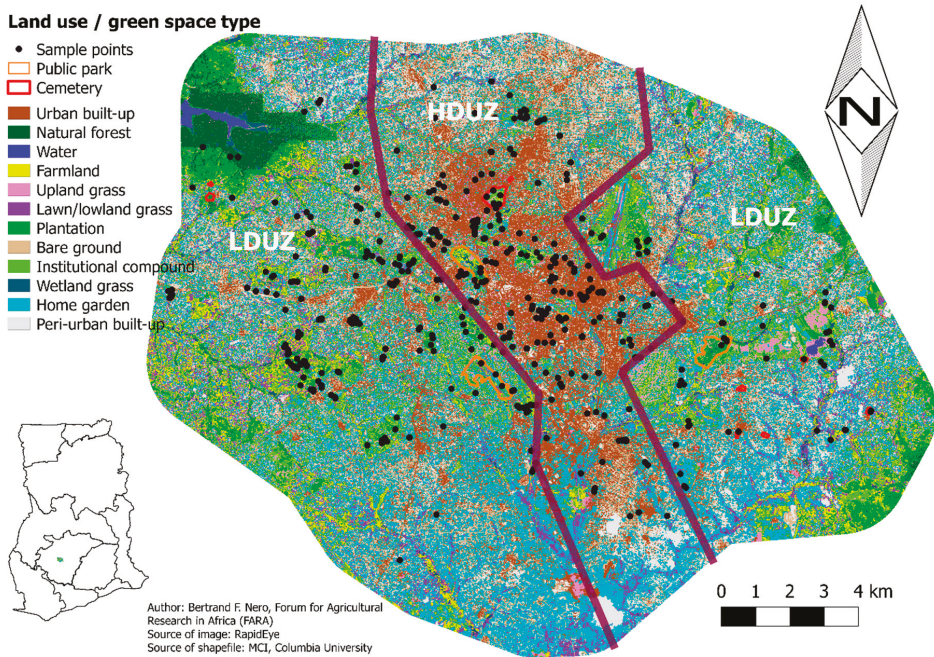 Land use / green space type
Sample points
Public park
Cemetery
Urban built-up
Natural forest
Water
Farmland
Upland grass
Lawn/lowland grass
Plantation
Bare ground
Institutional compound
Wetland grass
Home garden
Peri-urban built-up
HDUZ
LDUZ
LDUZ
N
0 1 2 3 4 km
Author: Bertrand F. Nero, Forum for Agricultural
Research in Africa (FARA)
Source of image: RapidEye
Source of shapefile: MCI, Columbia University